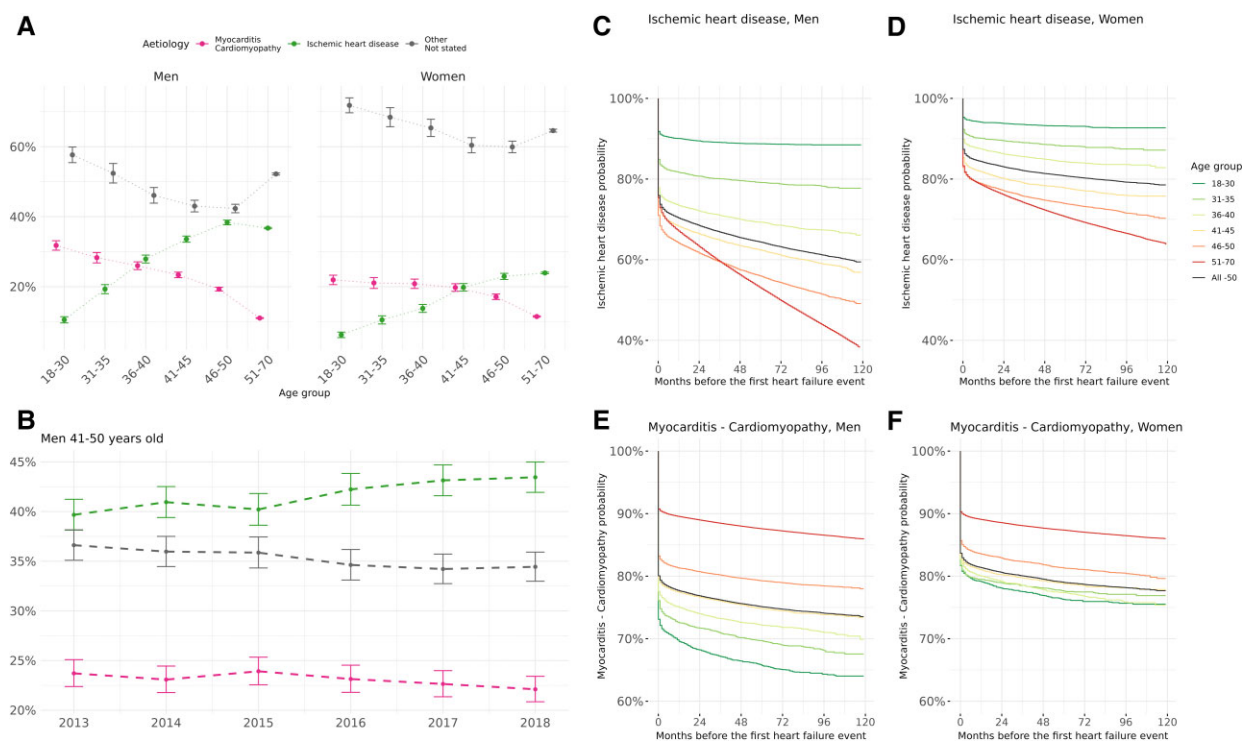 A
Aetiology
Myocarditis
Cardiomyopathy
Ischemic heart disease
Other
Not stated
Men
Women
60%
40%
20%
18-30
31-35
36-40
41-45
46-50
51-70
18-30
31-35
36-40
41-45
46-50
51-70
Age group
B
Men 41-50 years old
45%
40%
35%
30%
25%
20%
2013
2014
2015
2016
2017
2018
C
Ischemic heart disease, Men
Ischemic heart disease probability
100%
80%
60%
40%
0
24
48
72
96
120
Months before the first heart failure event
D
Ischemic heart disease, Women
Ischemic heart disease probability
100%
80%
60%
40%
0
24
48
72
96
120
Months before the first heart failure event
Age group
18-30
31-35
36-40
41-45
46-50
51-70
All -50
E
Myocarditis - Cardiomyopathy, Men
Myocarditis - Cardiomyopathy probability
100%
90%
80%
70%
60%
0
24
48
72
96
120
Months before the first heart failure event
F
Myocarditis - Cardiomyopathy, Women
Myocarditis - Cardiomyopathy probability
100%
90%
80%
70%
60%
0
24
48
72
96
120
Months before the first heart failure event